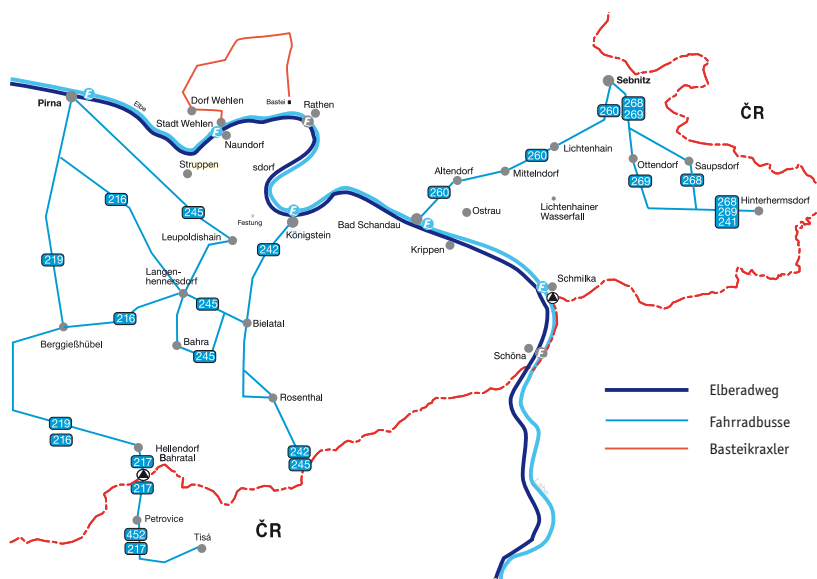 Sebnitz
ČR
Dorf Wehlen
Bastei
Rathen
Pirna
E
Elbe
Stadt Wehlen
E
E
Naundorf
260
268
269
Lichtenhain
260
Struppen
sdorf
Altendorf
Mittelndorf
Ottendorf
Saupsdorf
269
268
260
216
245
Festung
E
Königstein
Bad Schandau
E
Ostrau
Lichtenhainer
Wasserfall
268
269
241
Hinterhermsdorf
Leupoldishain
242
Krippen
219
Langen-
hennersdorf
E
Schmilka
245
216
Bielatal
Berggießhübel
Bahra
245
Schöna
E
Rosenthal
Elberadweg
Fahrradbusse
Basteikraxler
219
216
Hellendorf
Bahratal
217
242
245
217
Petrovice
ČR
452
217
Tisá